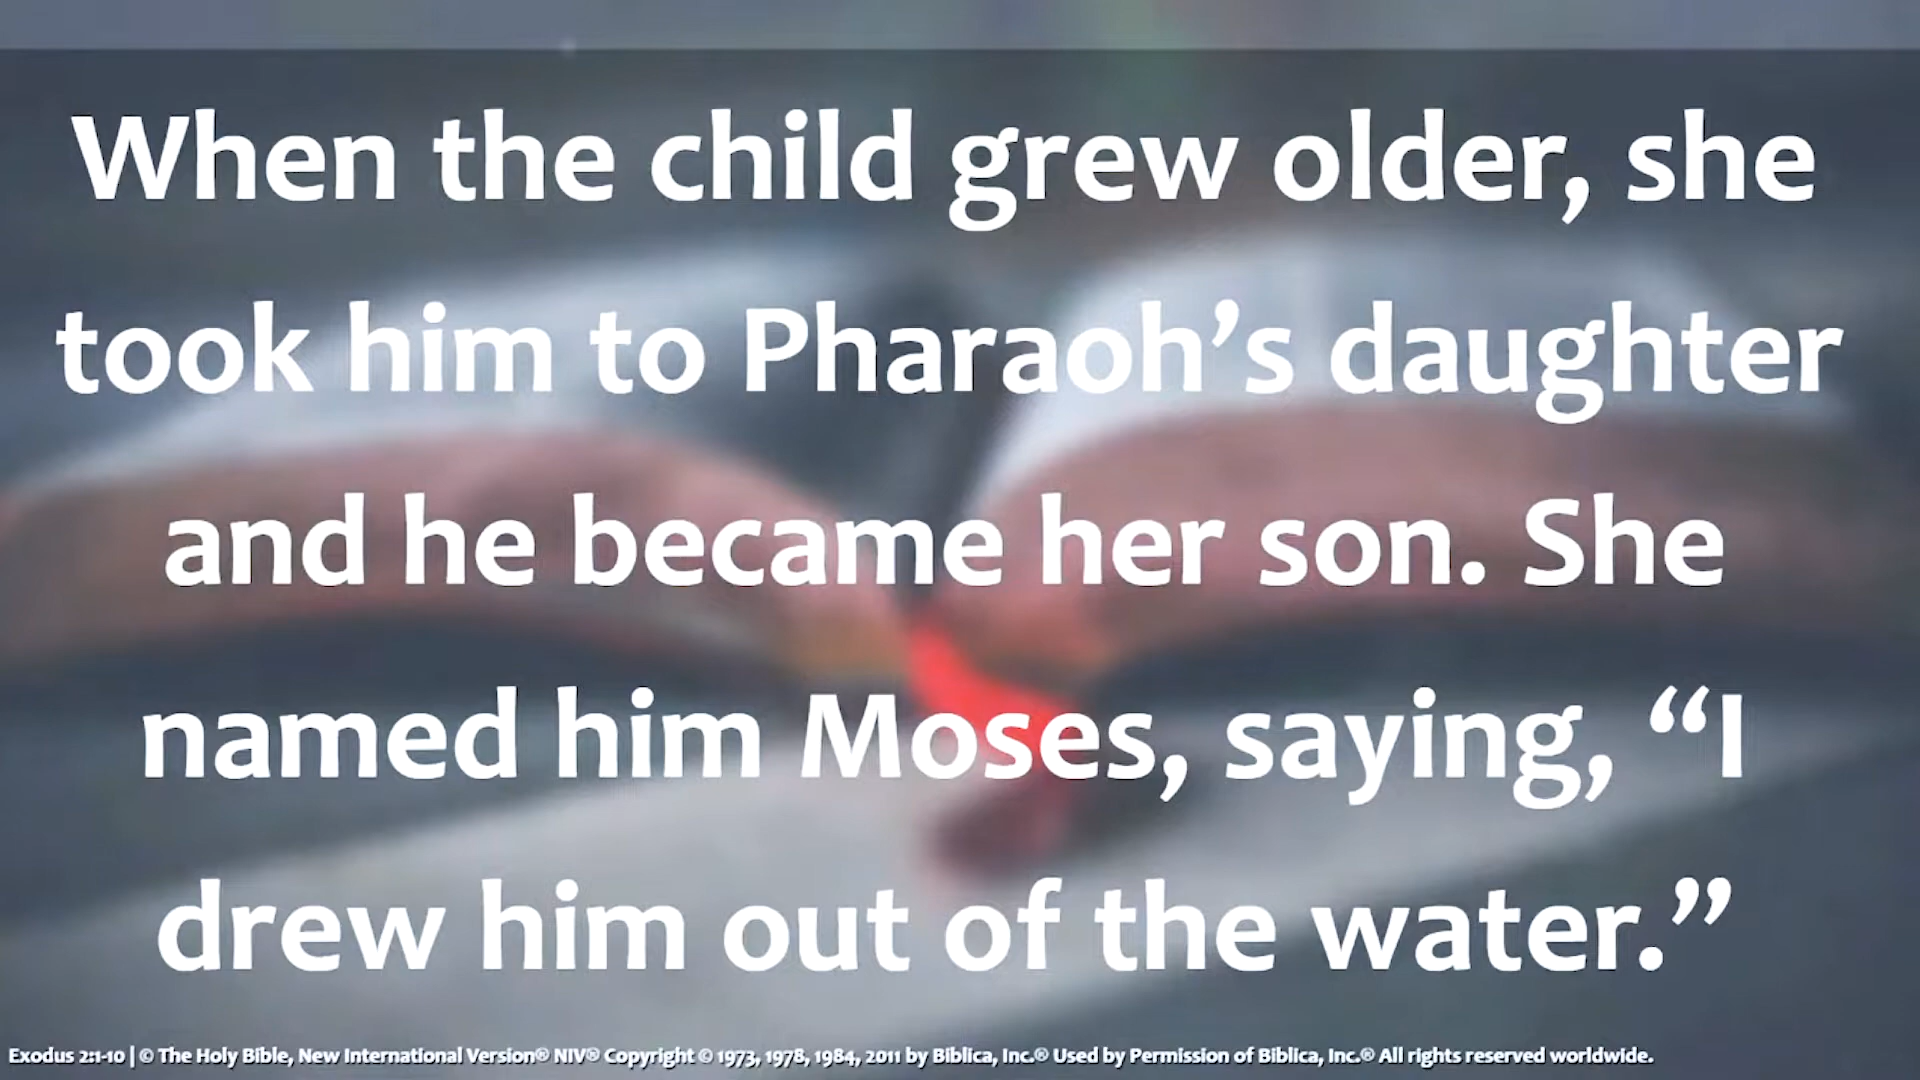 When the child grew older, she
took him to Pharaoh’s daughter
and he became her son. She
named him Moses, saying, “I
drew him out of the water.”
Exodus 2:1-10 | © The Holy Bible, New International Version® NIV® Copyright © 1973, 1978, 1984, 2011 by Biblica, Inc.® Used by Permission of Biblica, Inc.® All rights reserved worldwide.